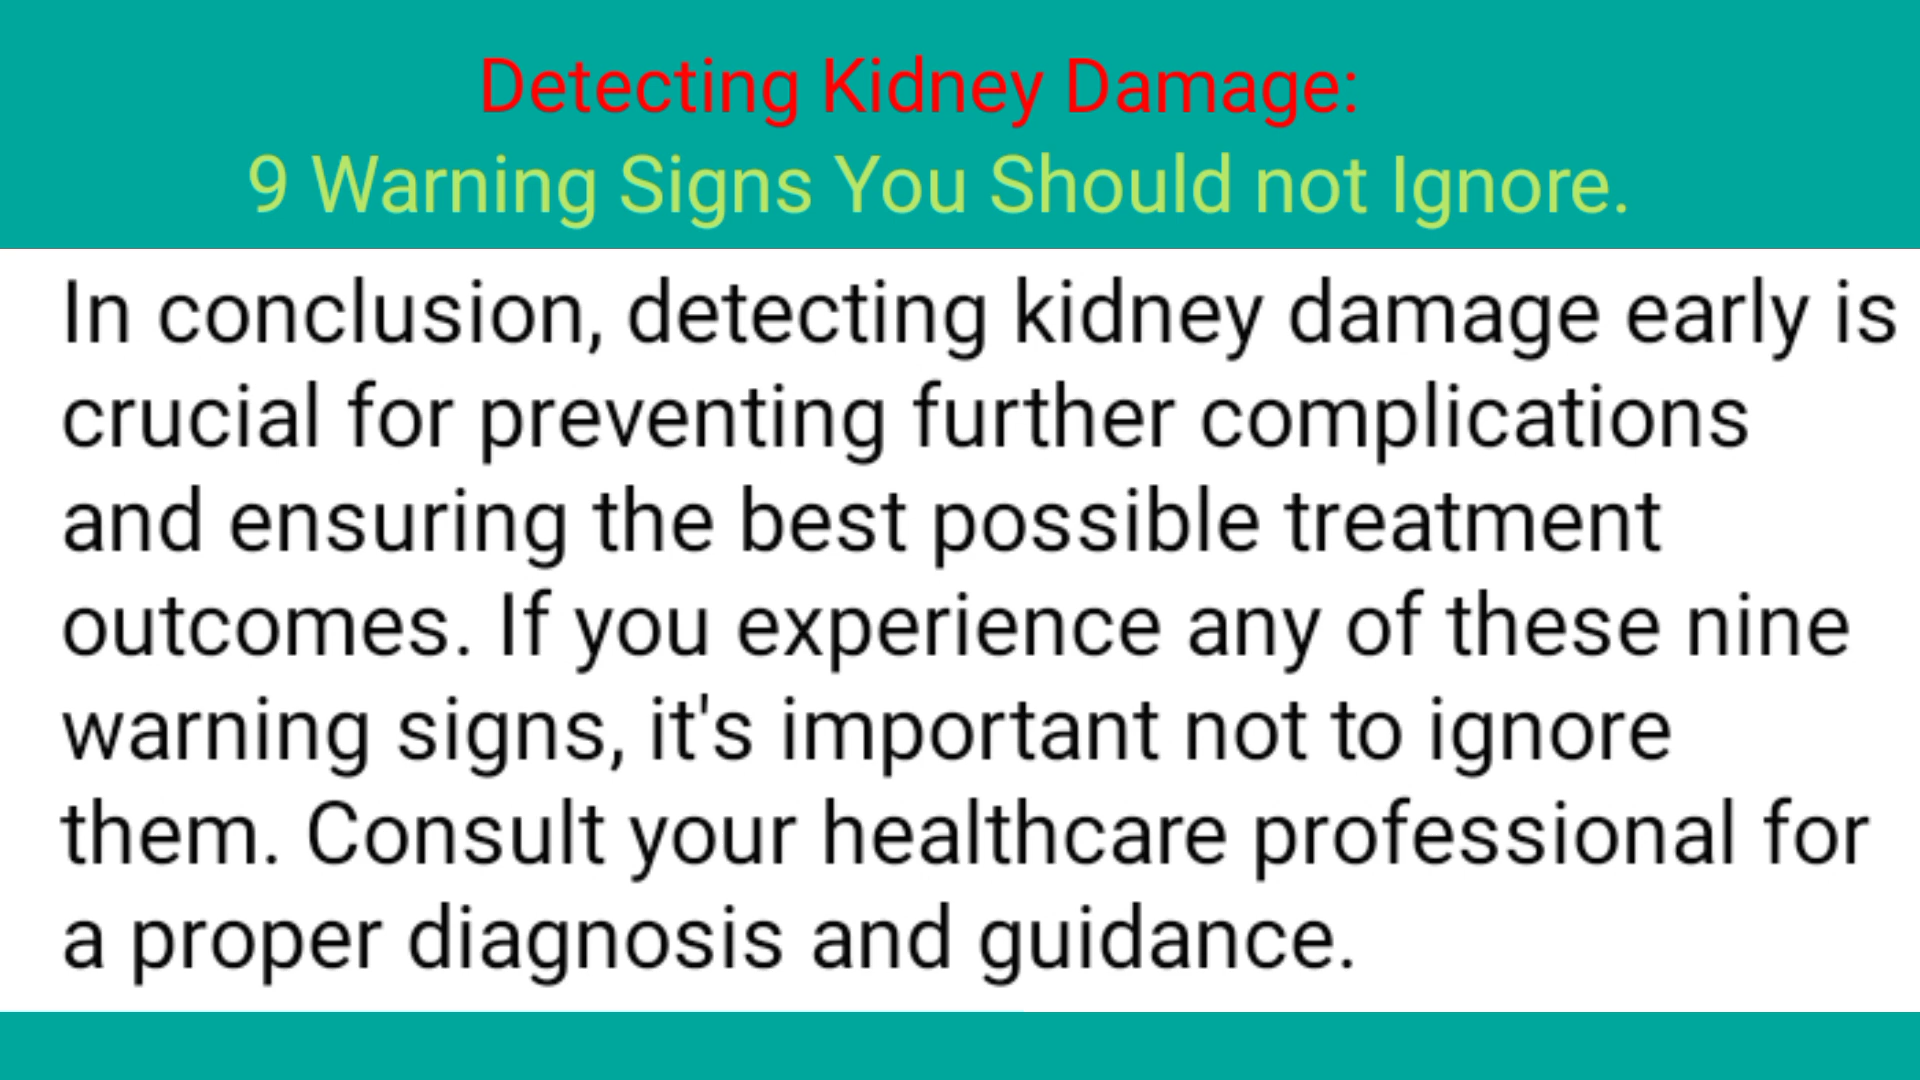 Detecting Kidney Damage:
9 Warning Signs You Should not Ignore.
In conclusion, detecting kidney damage early is
crucial for preventing further complications
and ensuring the best possible treatment
outcomes. If you experience any of these nine
warning signs, it's important not to ignore
them. Consult your healthcare professional for
a proper diagnosis and guidance.